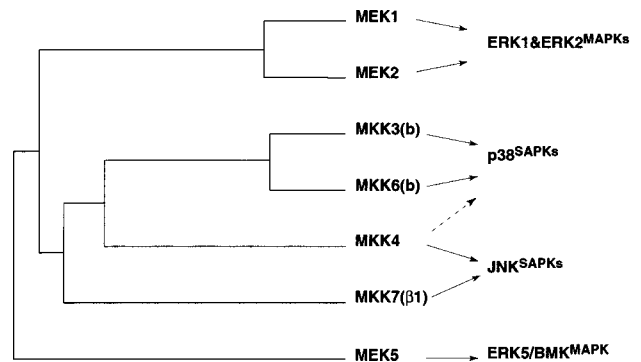 MEK1
ERK1&ERK2MAPKs
MEK2
MKK3(b)
p38SAPKs
MKK6(b)
MKK4
JNKSAPKs
MKK7(β1)
MEK5
ERK5/BMKMAPK